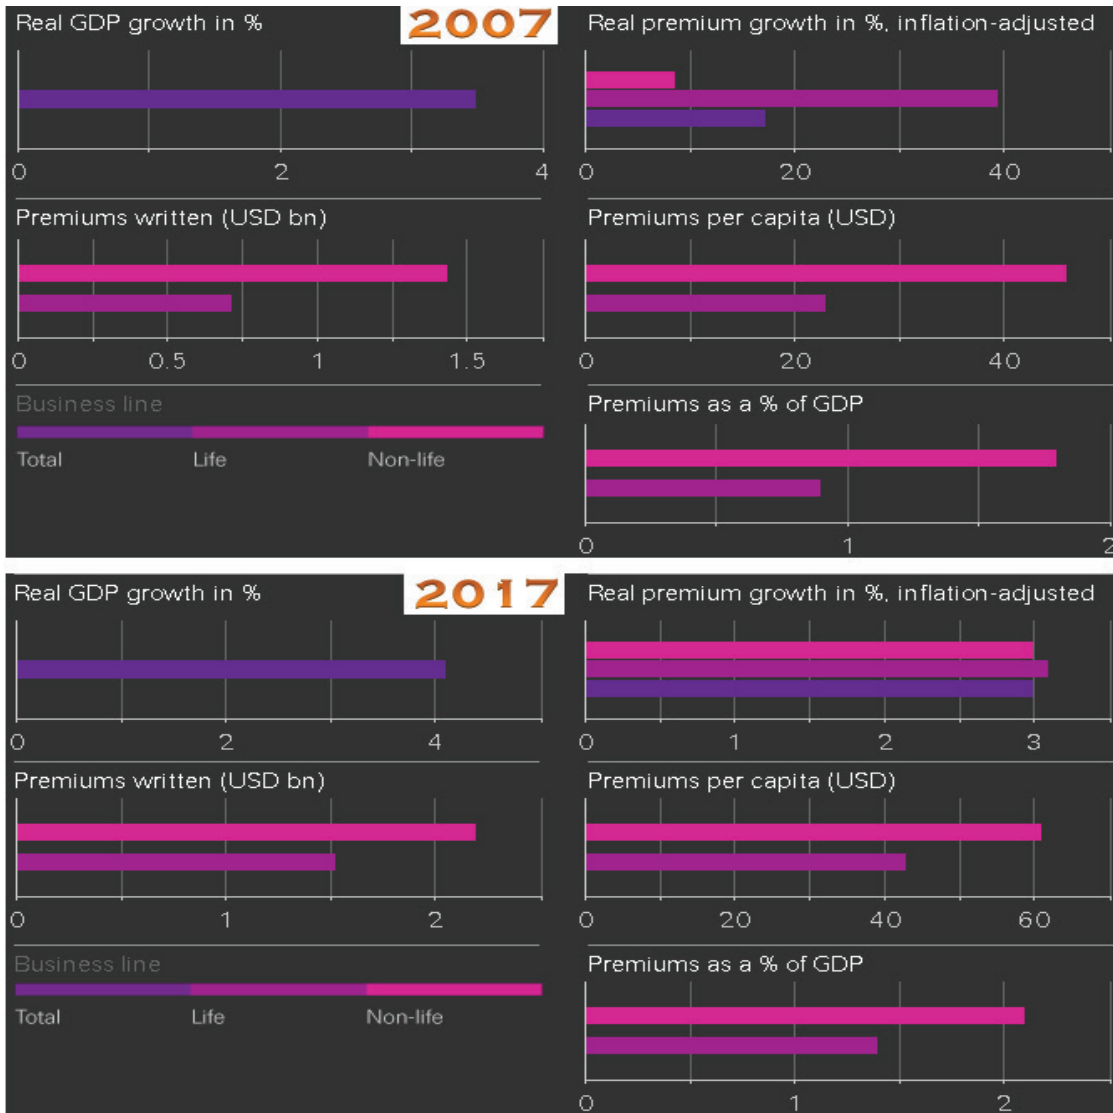 Real GDP growth in %
2007
Real premium growth in %, inflation-adjusted
0 2 4
0 20 40
Premiums written (USD bn)
Premiums per capita (USD)
0 0.5 1 1.5
0 20 40
Business line
Premiums as a % of GDP
Total Life Non-life
0 1 2
Real GDP growth in %
2017
Real premium growth in %, inflation-adjusted
0 2 4
0 1 2 3
Premiums written (USD bn)
Premiums per capita (USD)
0 1 2
0 20 40 60
Business line
Premiums as a % of GDP
Total Life Non-life
0 1 2